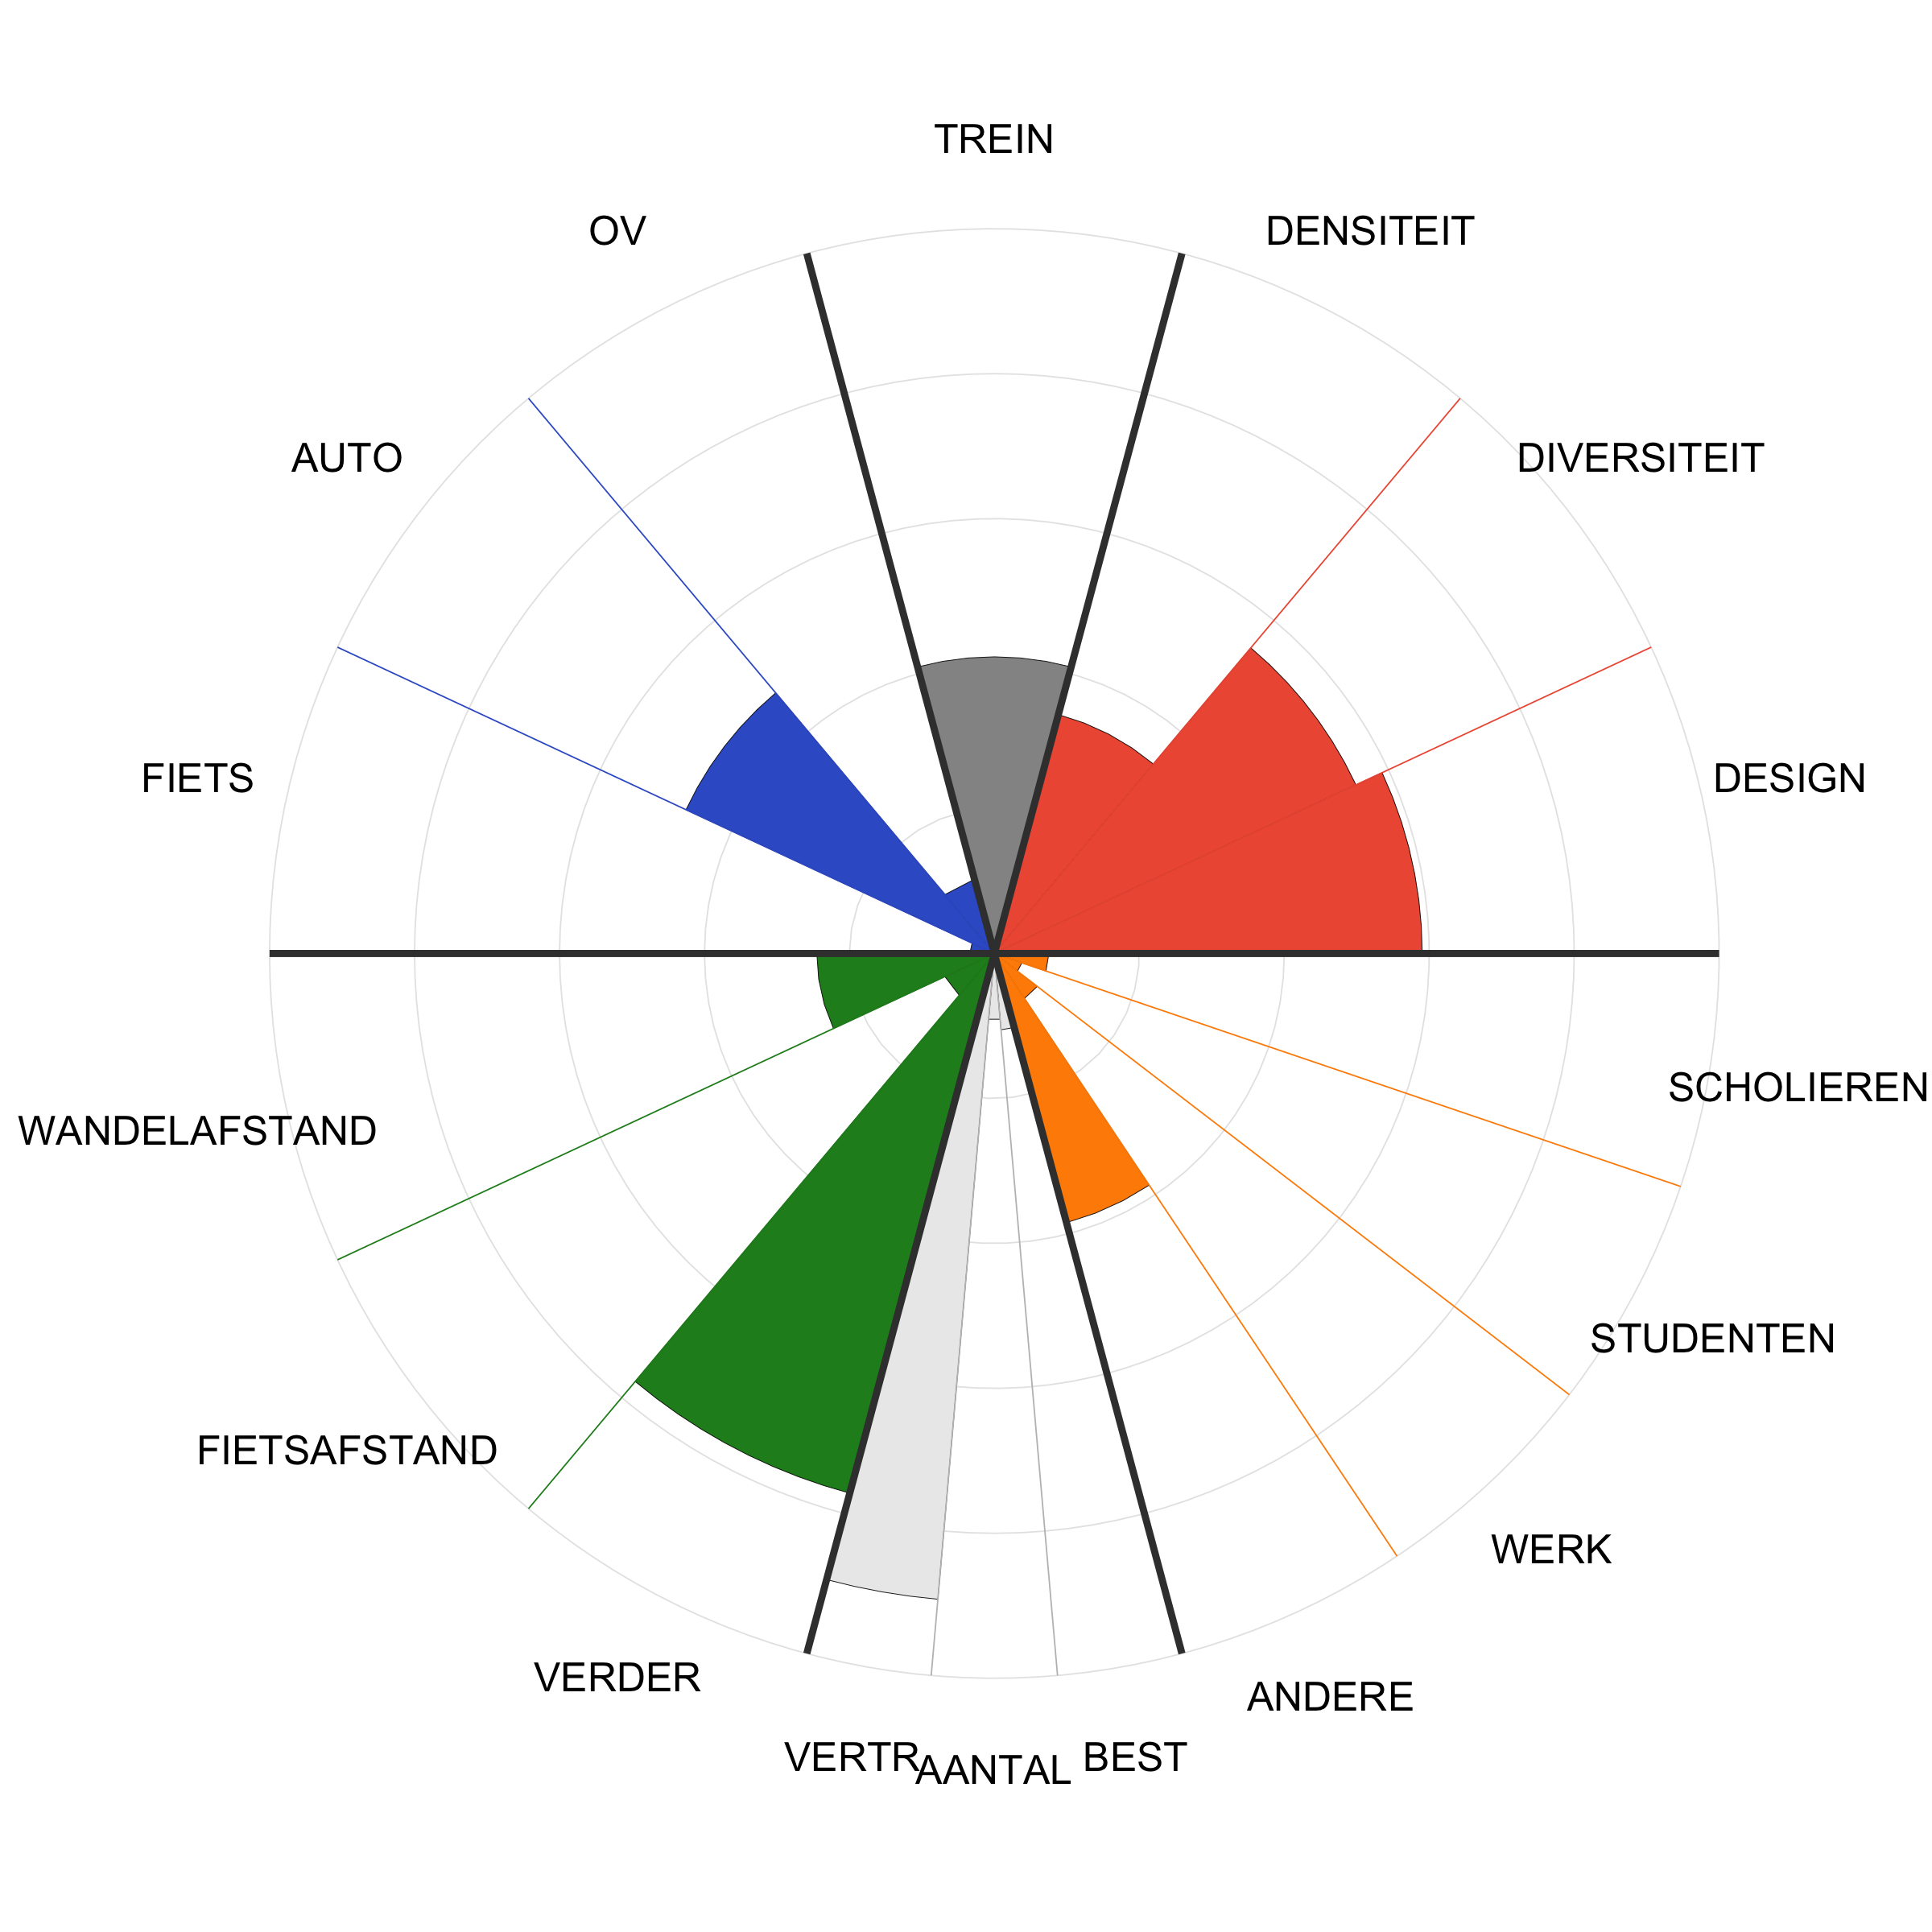 TREIN
OV
DENSITEIT
AUTO
DIVERSITEIT
FIETS
DESIGN
SCHOLIEREN
WANDELAFSTAND
STUDENTEN
FIETSAFSTAND
WERK
VERDER
ANDERE
VERTR
AANTAL
BEST